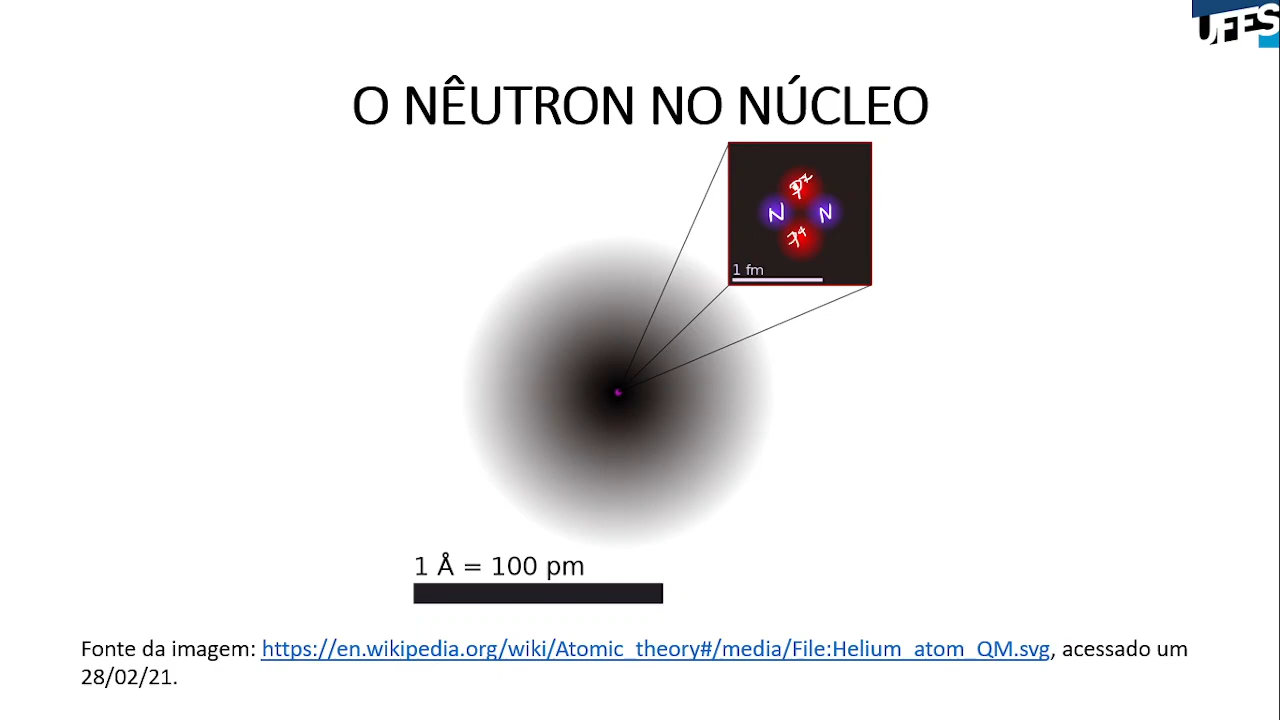 UFES
O NÊUTRON NO NÚCLEO
P+
N N
P+
1 fm
1 Å = 100 pm
Fonte da imagem: https://en.wikipedia.org/wiki/Atomic_theory#/media/File:Helium_atom_QM.svg, acessado um
28/02/21.